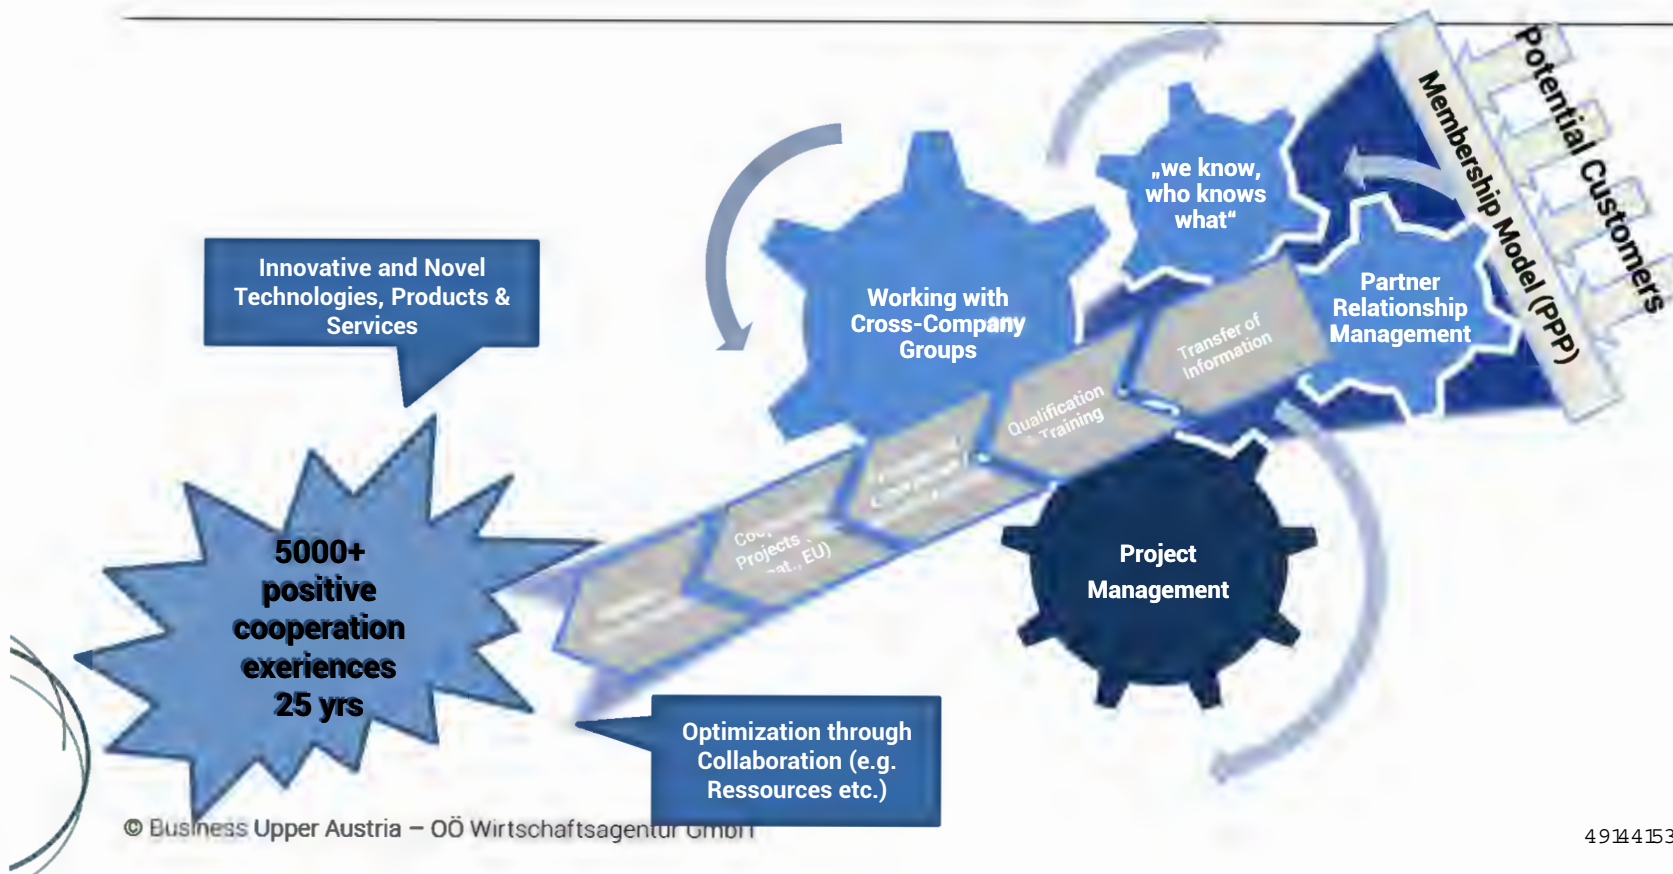 Potential Customers
Membership Model (PPP)
„we know,
who knows
what“
Innovative and Novel
Technologies, Products &
Services
Working with
Cross-Company
Groups
Partner
Relationship
Management
Transfer of
Information
Qualification
Training
Projects
EU)
5000+
positive
cooperation
exeriences
25 yrs
Project
Management
Optimization through
Collaboration (e.g.
Ressources etc.)
© Business Upper Austria – OÖ Wirtschaftsagentur GmbH
49144153